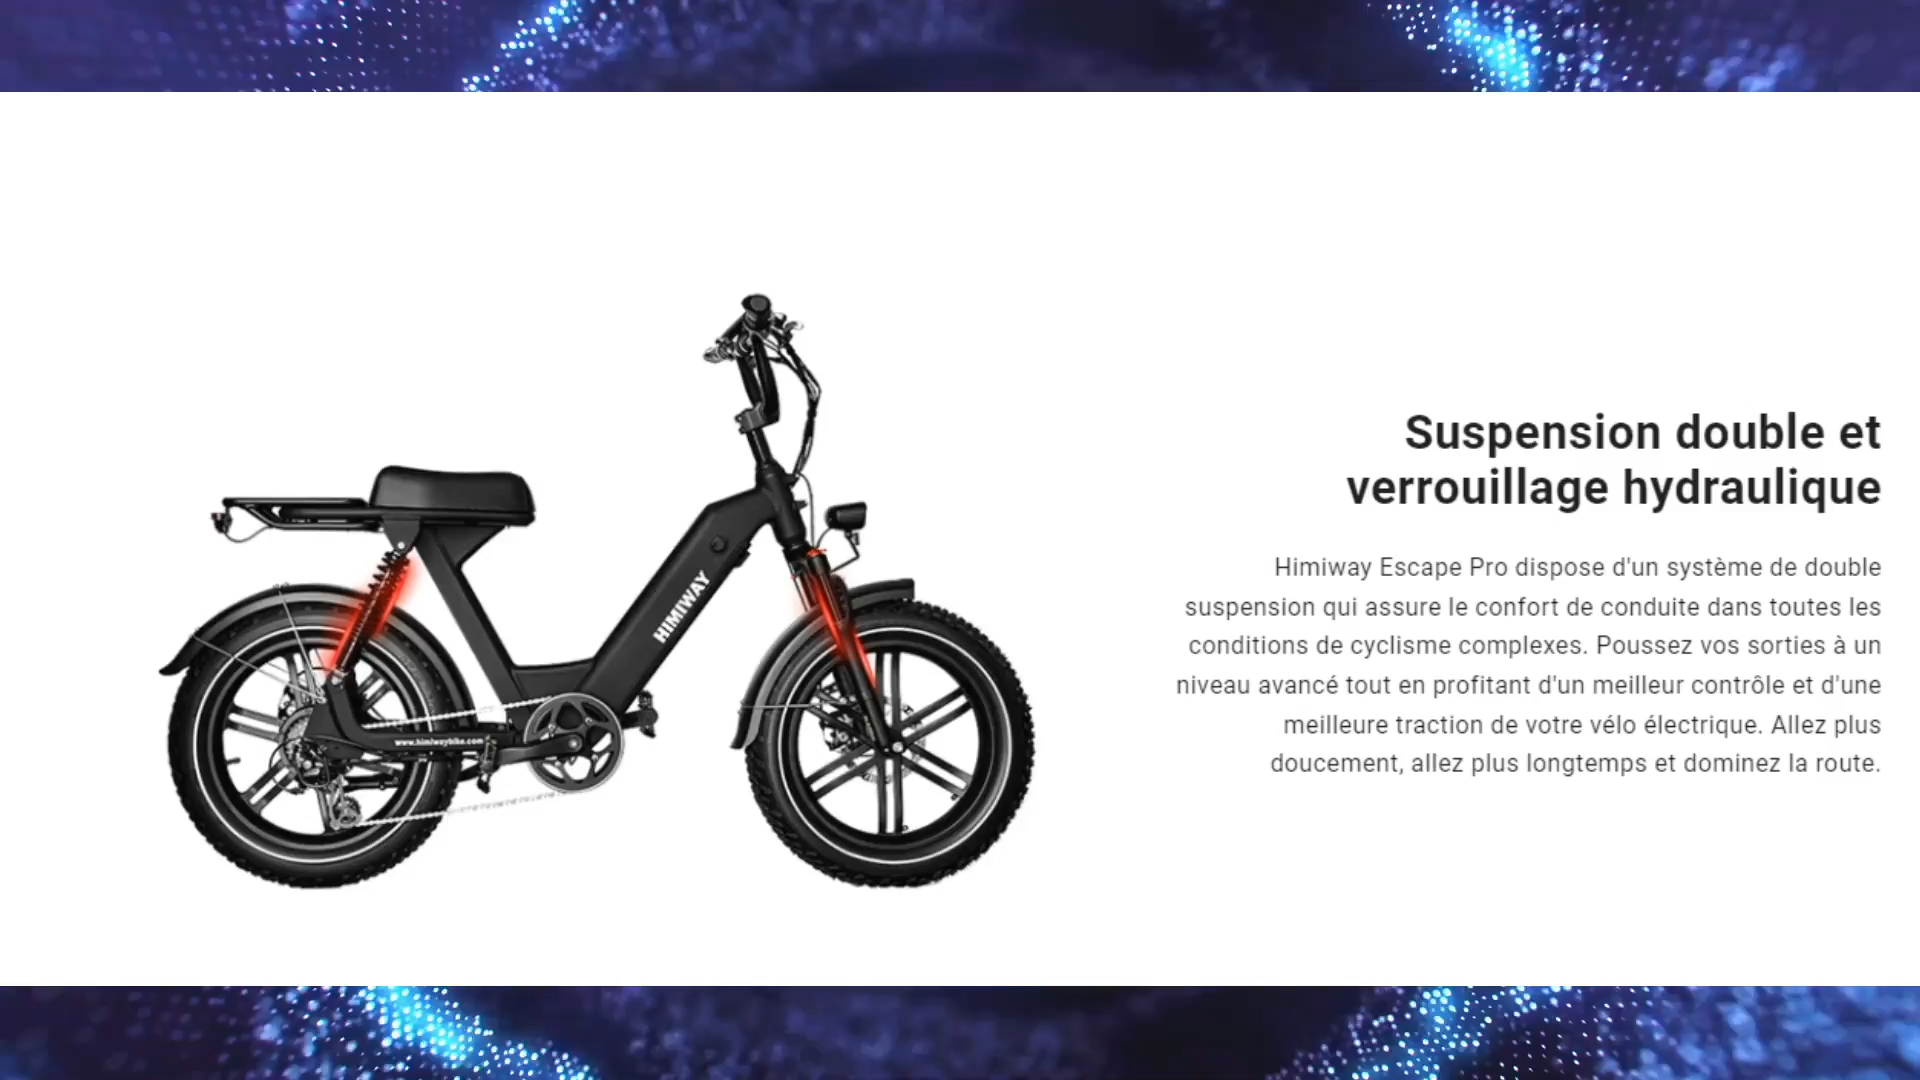 HIMIWAY
www.himiwaybike.com
Suspension double et
verrouillage hydraulique
Himiway Escape Pro dispose d'un système de double
suspension qui assure le confort de conduite dans toutes les
conditions de cyclisme complexes. Poussez vos sorties à un
niveau avancé tout en profitant d'un meilleur contrôle et d'une
meilleure traction de votre vélo électrique. Allez plus
doucement, allez plus longtemps et dominez la route.